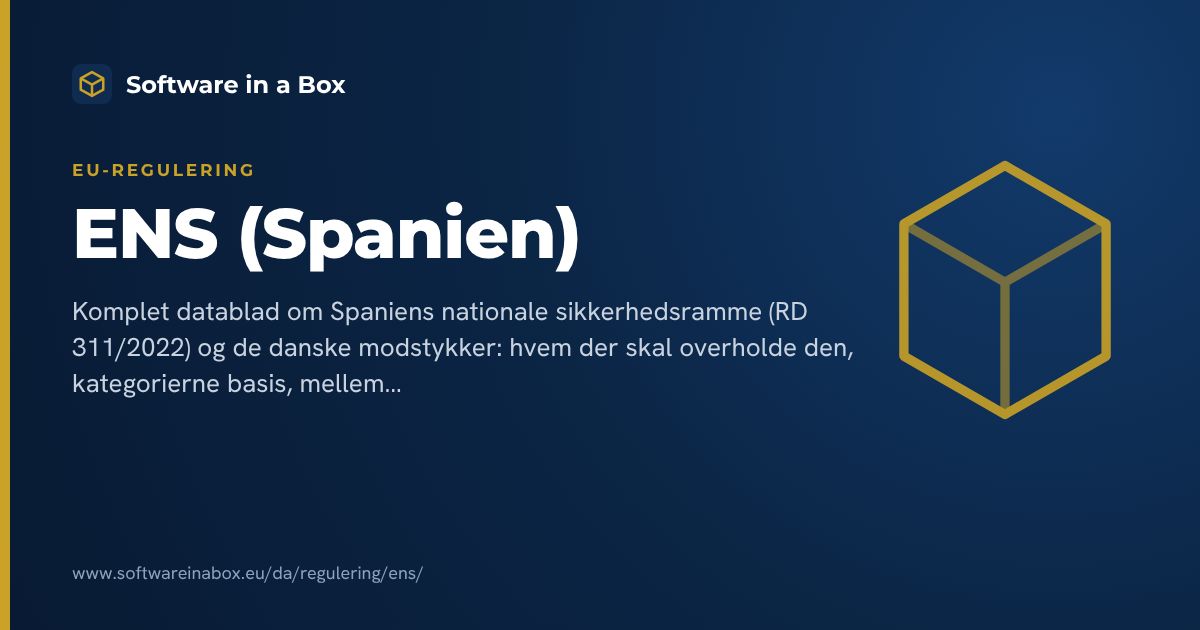 Software in a Box
EU-REGULERING
ENS (Spanien)
Komplet datablad om Spaniens nationale sikkerhedsramme (RD
311/2022) og de danske modstykker: hvem der skal overholde den,
kategorierne basis, mellem...
www.softwareinabox.eu/da/regulering/ens/